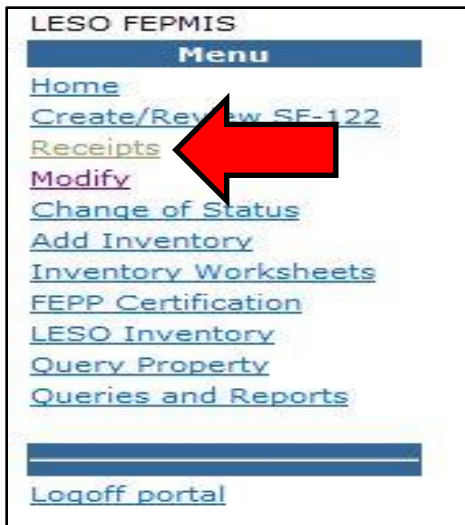 LESO FEPMIS
Menu
Home
Create/Review SF-122
Receipts
Modify
Change of Status
Add Inventory
Inventory Worksheets
FEPP Certification
LESO Inventory
Query Property
Queries and Reports
Logoff portal